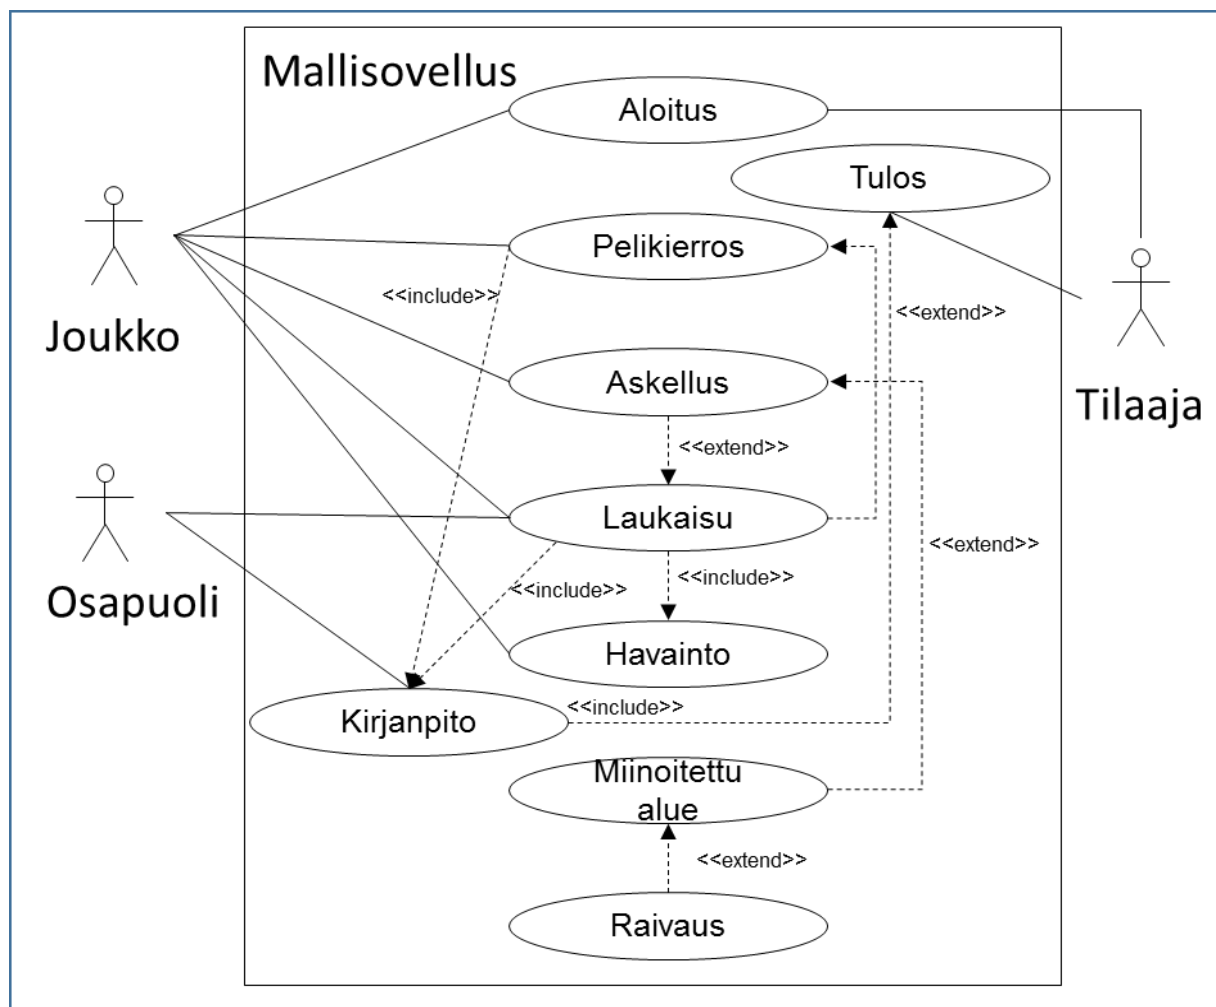 Mallisovellus
Aloitus
Tulos
Pelikierros
<<include>>
<<extend>>
Joukko
Askellus
Tilaaja
<<extend>>
Laukaisu
<<extend>>
<<include>>
<<include>>
Osapuoli
Havainto
<<include>>
Kirjanpito
Miinoitettu
alue
<<extend>>
Raivaus